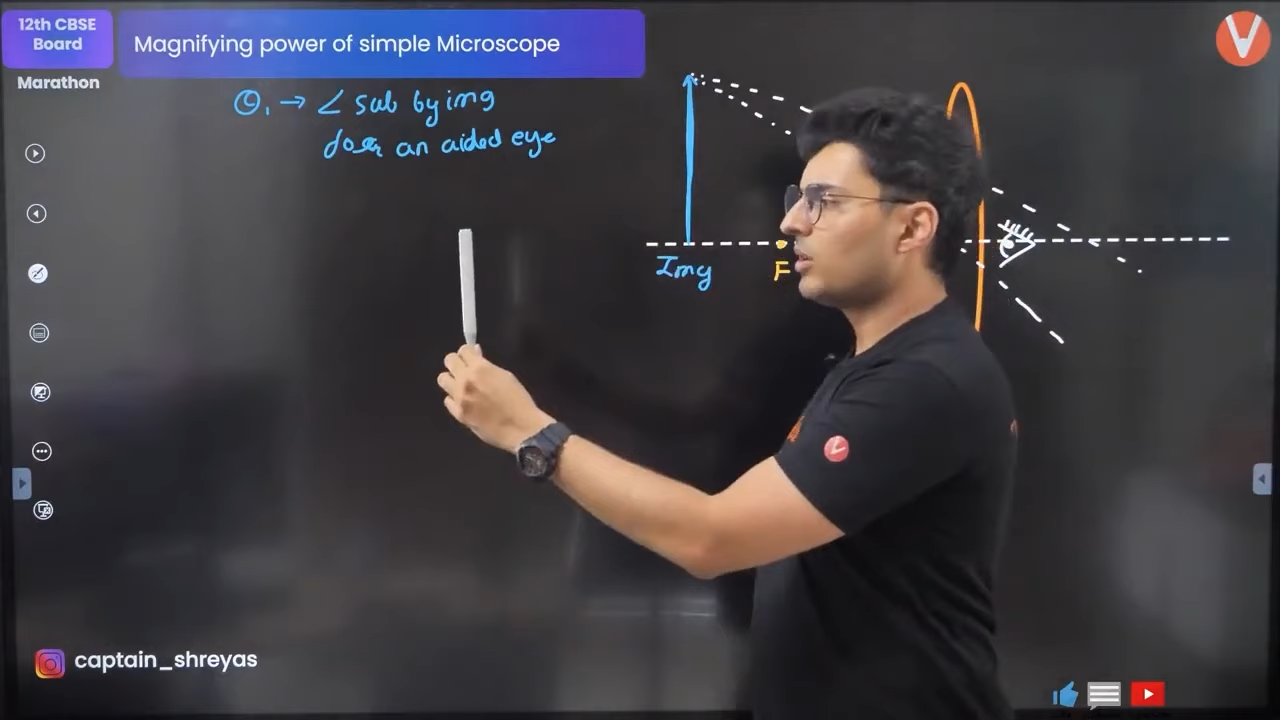 12th CBSE
Board
Marathon
Magnifying power of simple Microscope
Θ₁ → ∠ sub by img
for an aided eye
Img
F
captain_shreyas